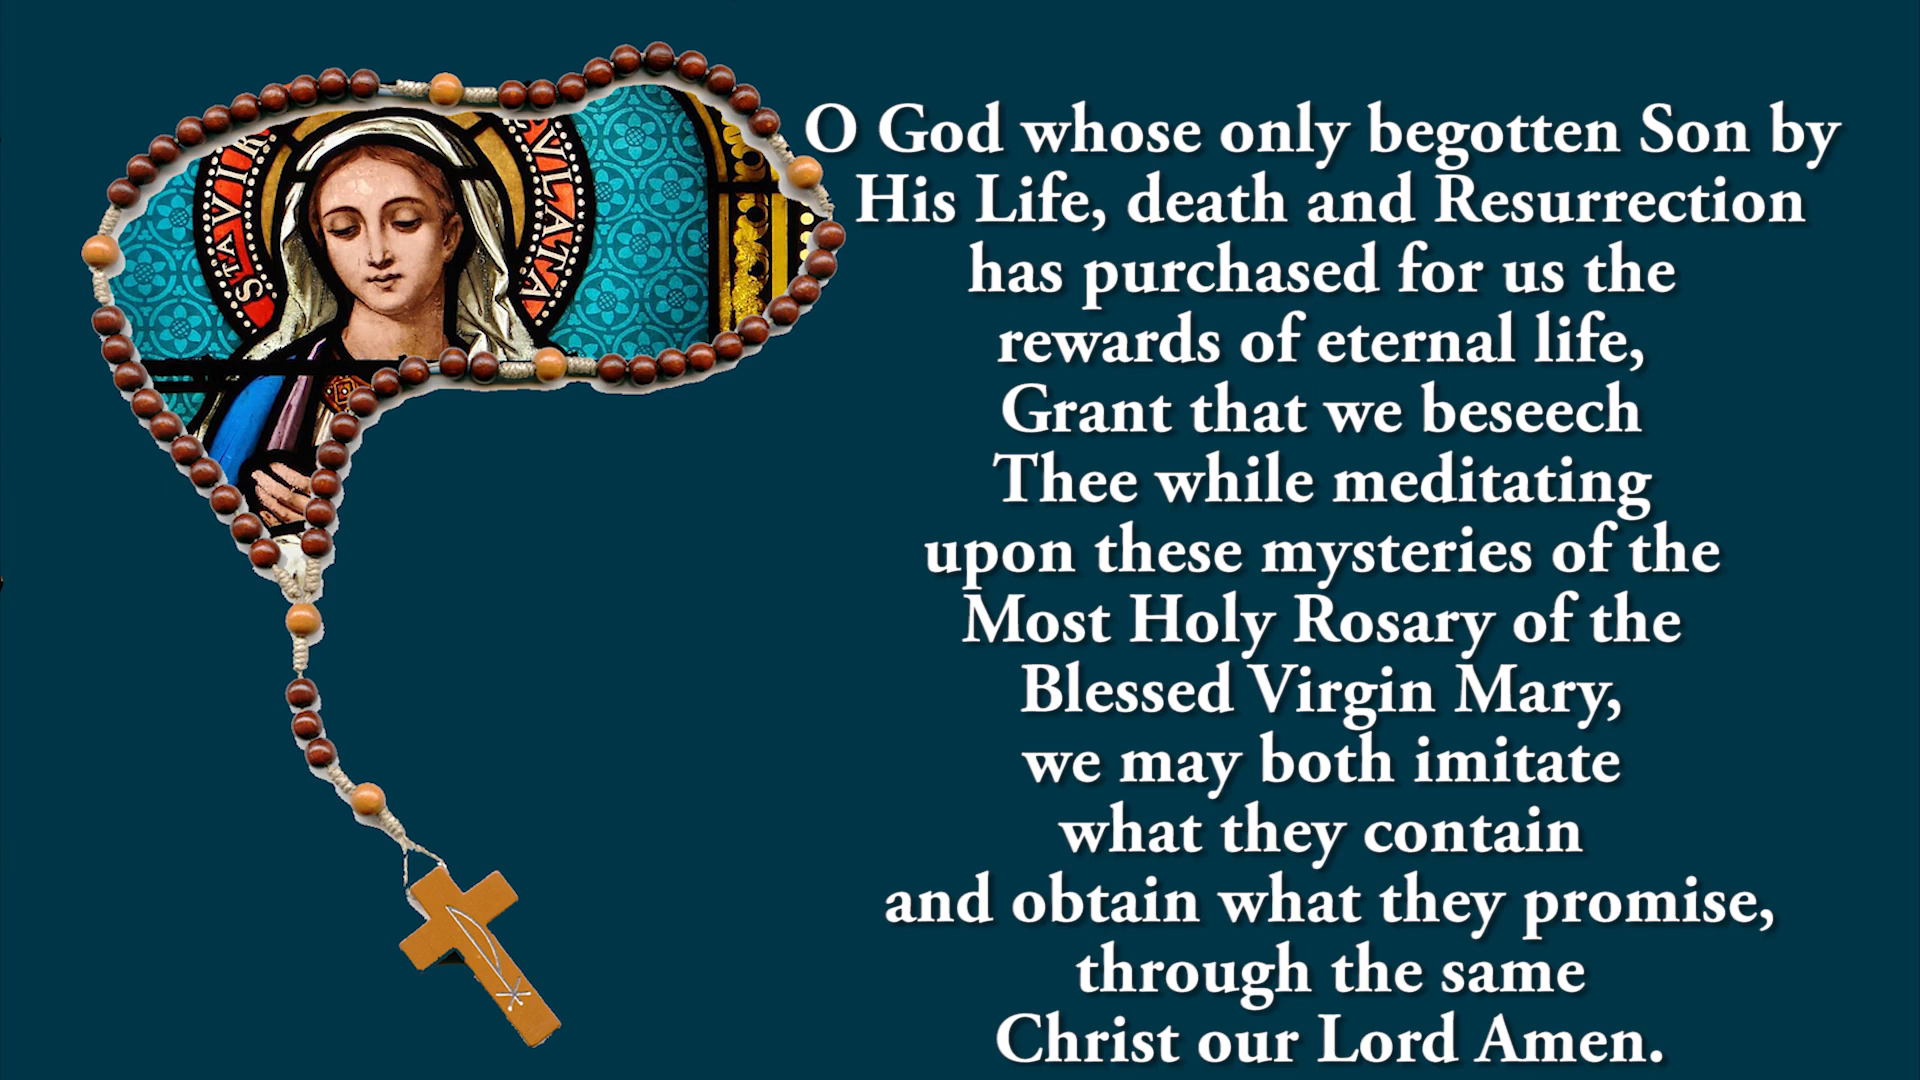 STA VIR
ULATA
O God whose only begotten Son by
His Life, death and Resurrection
has purchased for us the
rewards of eternal life,
Grant that we beseech
Thee while meditating
upon these mysteries of the
Most Holy Rosary of the
Blessed Virgin Mary,
we may both imitate
what they contain
and obtain what they promise,
through the same
Christ our Lord Amen.